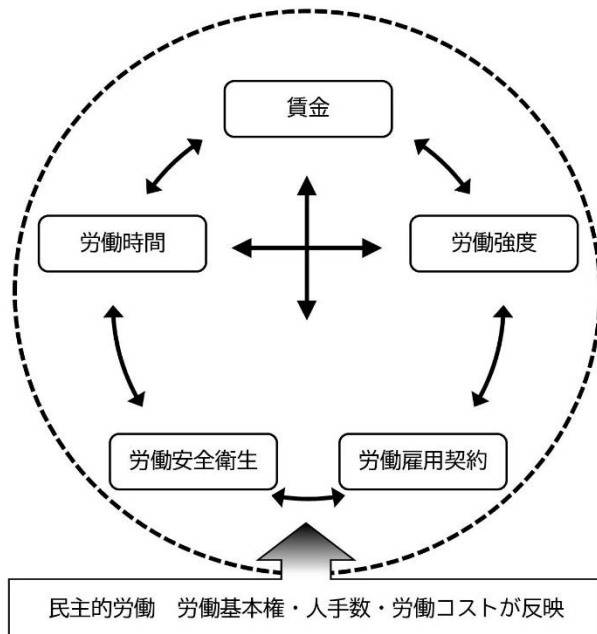 賃金
労働時間
労働強度
労働安全衛生
労働雇用契約
民主的労働　労働基本権・人手数・労働コストが反映